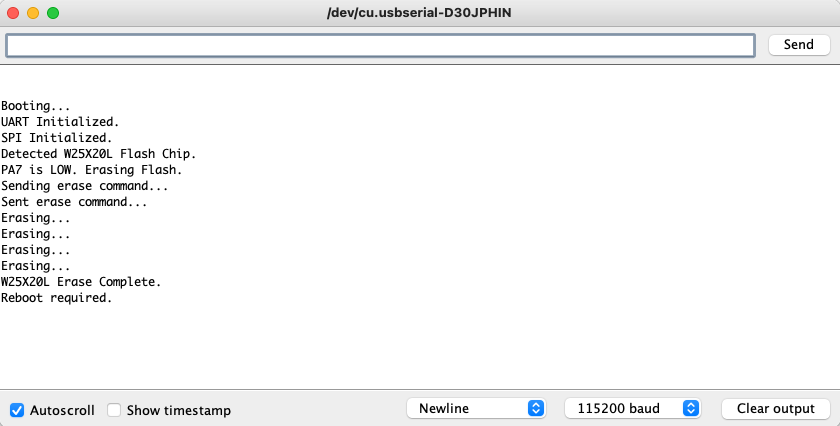 /dev/cu.usbserial-D30JPHIN
Send
Booting...
UART Initialized.
SPI Initialized.
Detected W25X20L Flash Chip.
PA7 is LOW. Erasing Flash.
Sending erase command...
Sent erase command...
Erasing...
Erasing...
Erasing...
Erasing...
W25X20L Erase Complete.
Reboot required.
Autoscroll Show timestamp Newline 115200 baud Clear output